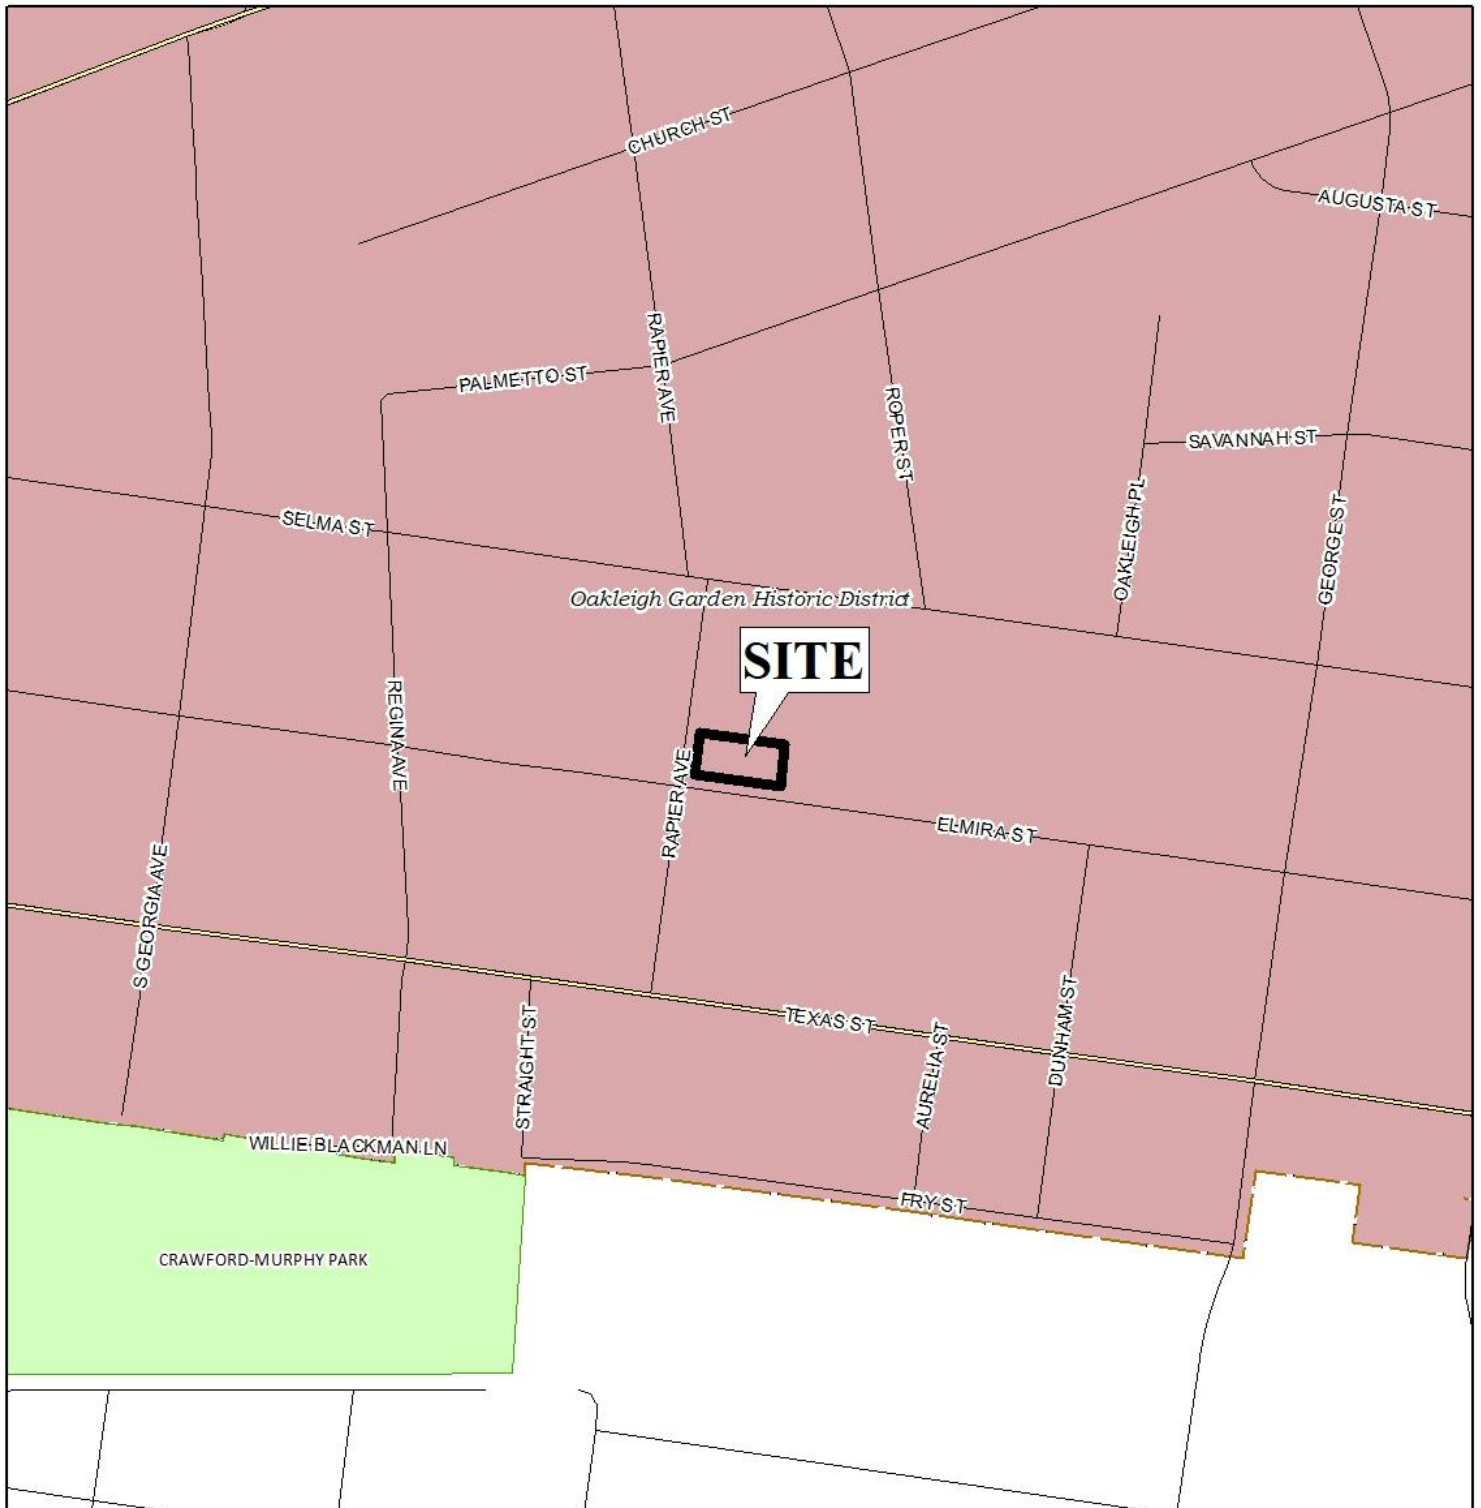 CHURCH ST
AUGUSTA ST
RAPIER AVE
PALMETTO ST
ROPER ST
SAVANNAH ST
OAKLEIGH PL
GEORGE ST
SELMA ST
Oakleigh Garden Historic District
SITE
REGINA AVE
RAPIER AVE
ELMIRA ST
S GEORGIA AVE
TEXAS ST
STRAIGHT ST
AURELIA ST
DUNHAM ST
WILLIE BLACKMAN LN
FRY ST
CRAWFORD-MURPHY PARK